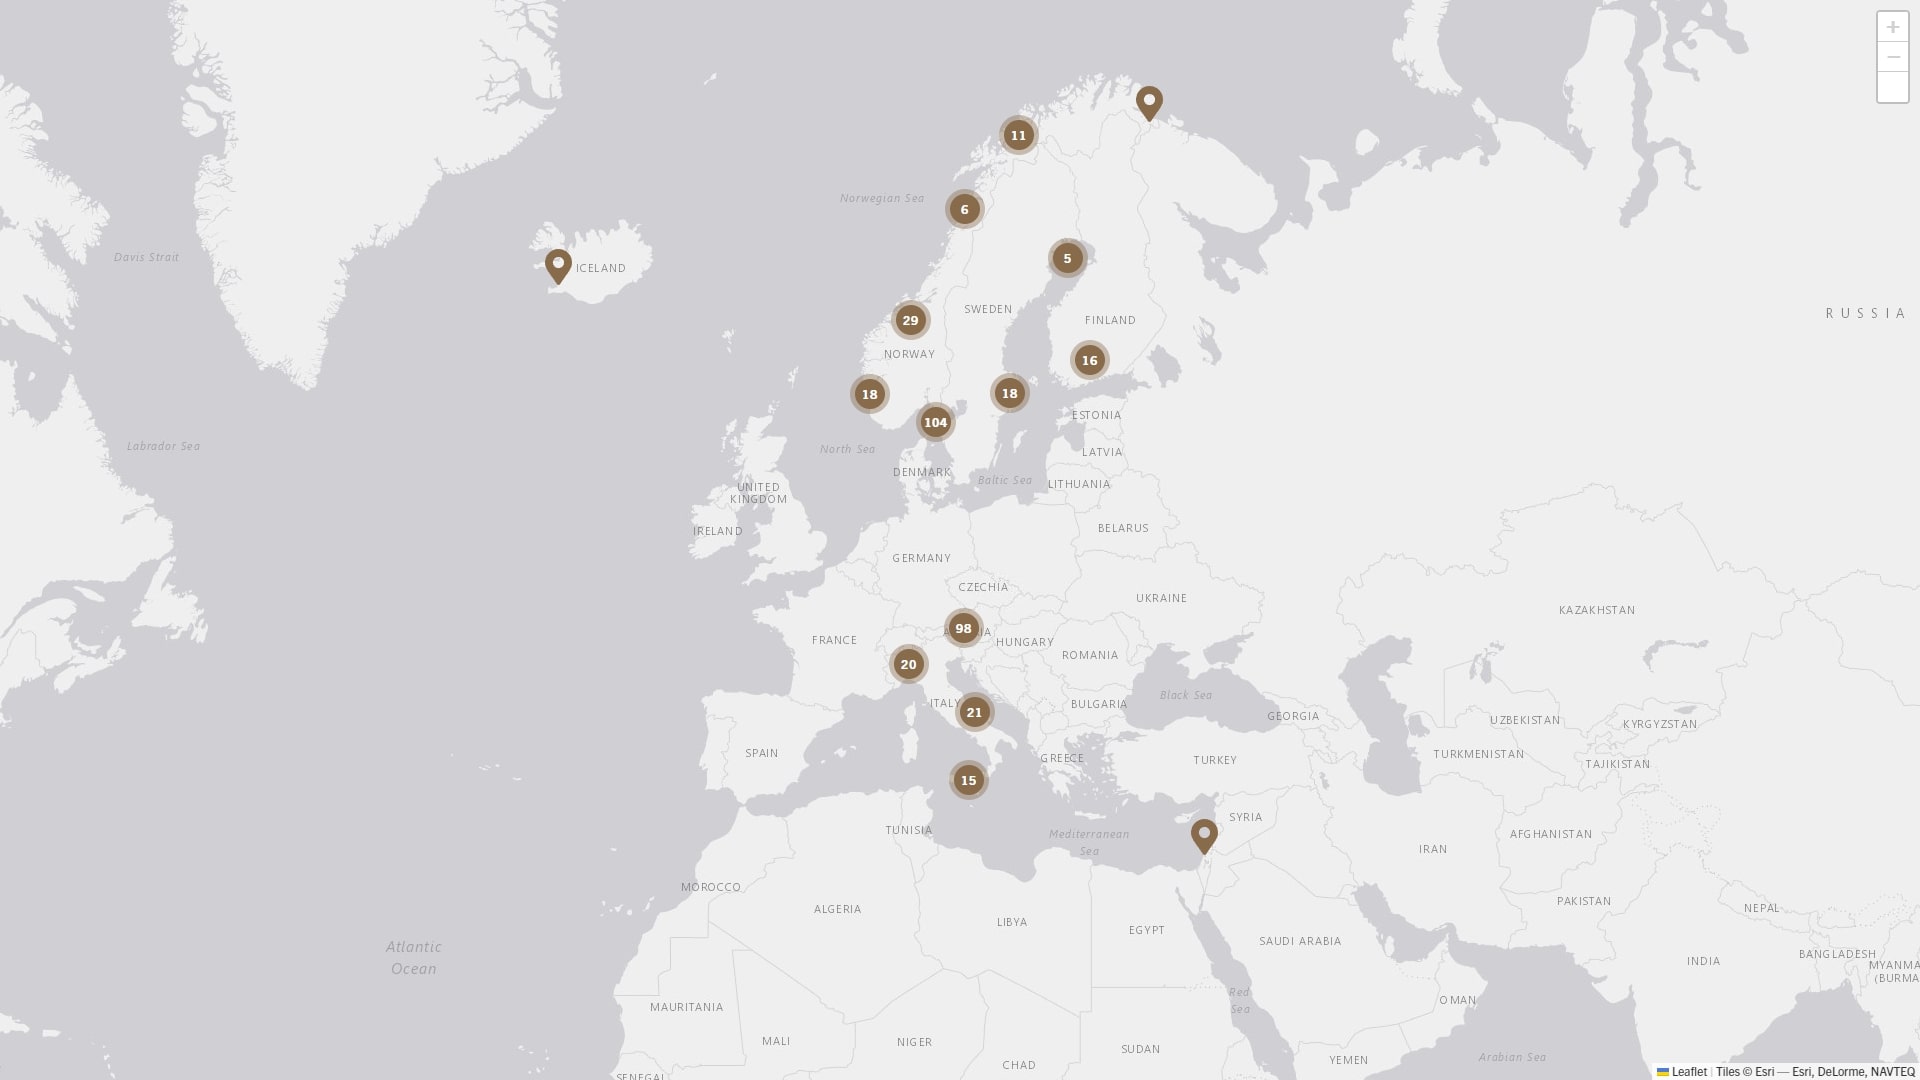 +
−
11
Norwegian Sea
6
Davis Strait
5
ICELAND
SWEDEN
RUSSIA
29
FINLAND
NORWAY
16
18
18
ESTONIA
104
Labrador Sea
North Sea
LATVIA
DENMARK
Baltic Sea
LITHUANIA
UNITED
KINGDOM
BELARUS
IRELAND
GERMANY
CZECHIA
UKRAINE
KAZAKHSTAN
98
FRANCE
HUNGARY
ROMANIA
20
Black Sea
ITALY
21
BULGARIA
GEORGIA
UZBEKISTAN
KYRGYZSTAN
SPAIN
GREECE
TURKEY
TURKMENISTAN
TAJIKISTAN
15
SYRIA
TUNISIA
Mediterranean
Sea
AFGHANISTAN
IRAN
MOROCCO
PAKISTAN
ALGERIA
LIBYA
NEPAL
EGYPT
SAUDI ARABIA
Atlantic
Ocean
INDIA
BANGLADESH
MYANMA
(BURMA
Red
Sea
OMAN
MAURITANIA
MALI
NIGER
SUDAN
CHAD
YEMEN
Arabian Sea
SENEGAL
Leaflet | Tiles © Esri — Esri, DeLorme, NAVTEQ